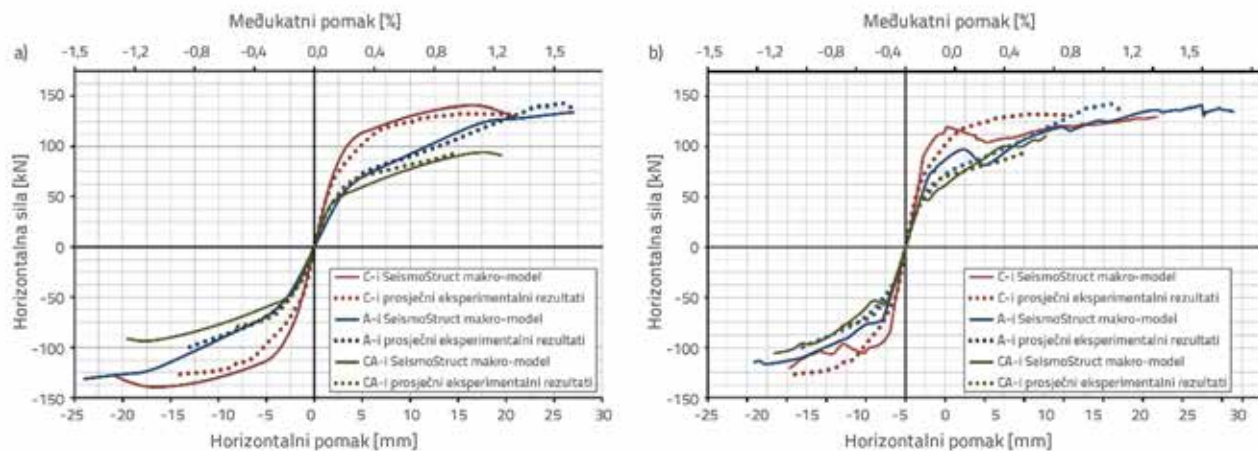 Međukatni pomak [%]
a)
-1,5 -1,2 -0,8 -0,4 0,0 0,4 0,8 1,2 1,5
Horizontalna sila [kN]
150
100
50
0
-50
-100
-150
C-i SeismoStruct makro-model
C-i prosječni eksperimentalni rezultati
A-i SeismoStruct makro-model
A-i prosječni eksperimentalni rezultati
CA-i SeismoStruct makro-model
CA-i prosječni eksperimentalni rezultati
-25 -20 -15 -10 -5 0 5 10 15 20 25 30
Horizontalni pomak [mm]
Međukatni pomak [%]
b)
-1,5 -1,2 -0,8 -0,4 0,0 0,4 0,8 1,2 1,5
Horizontalna sila [kN]
150
100
50
0
-50
-100
-150
C-i SeismoStruct makro-model
C-i prosječni eksperimentalni rezultati
A-i SeismoStruct makro-model
A-i prosječni eksperimentalni rezultati
CA-i SeismoStruct makro-model
CA-i prosječni eksperimentalni rezultati
-25 -20 -15 -10 -5 0 5 10 15 20 25 30
Horizontalni pomak [mm]